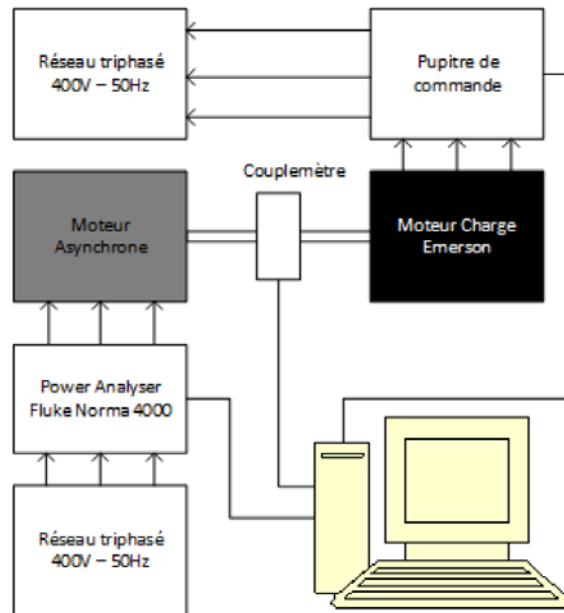 Réseau triphasé
400V – 50Hz
Pupitre de
commande
Couplemètre
Moteur
Asynchrone
Moteur Charge
Emerson
Power Analyser
Fluke Norma 4000
Réseau triphasé
400V – 50Hz